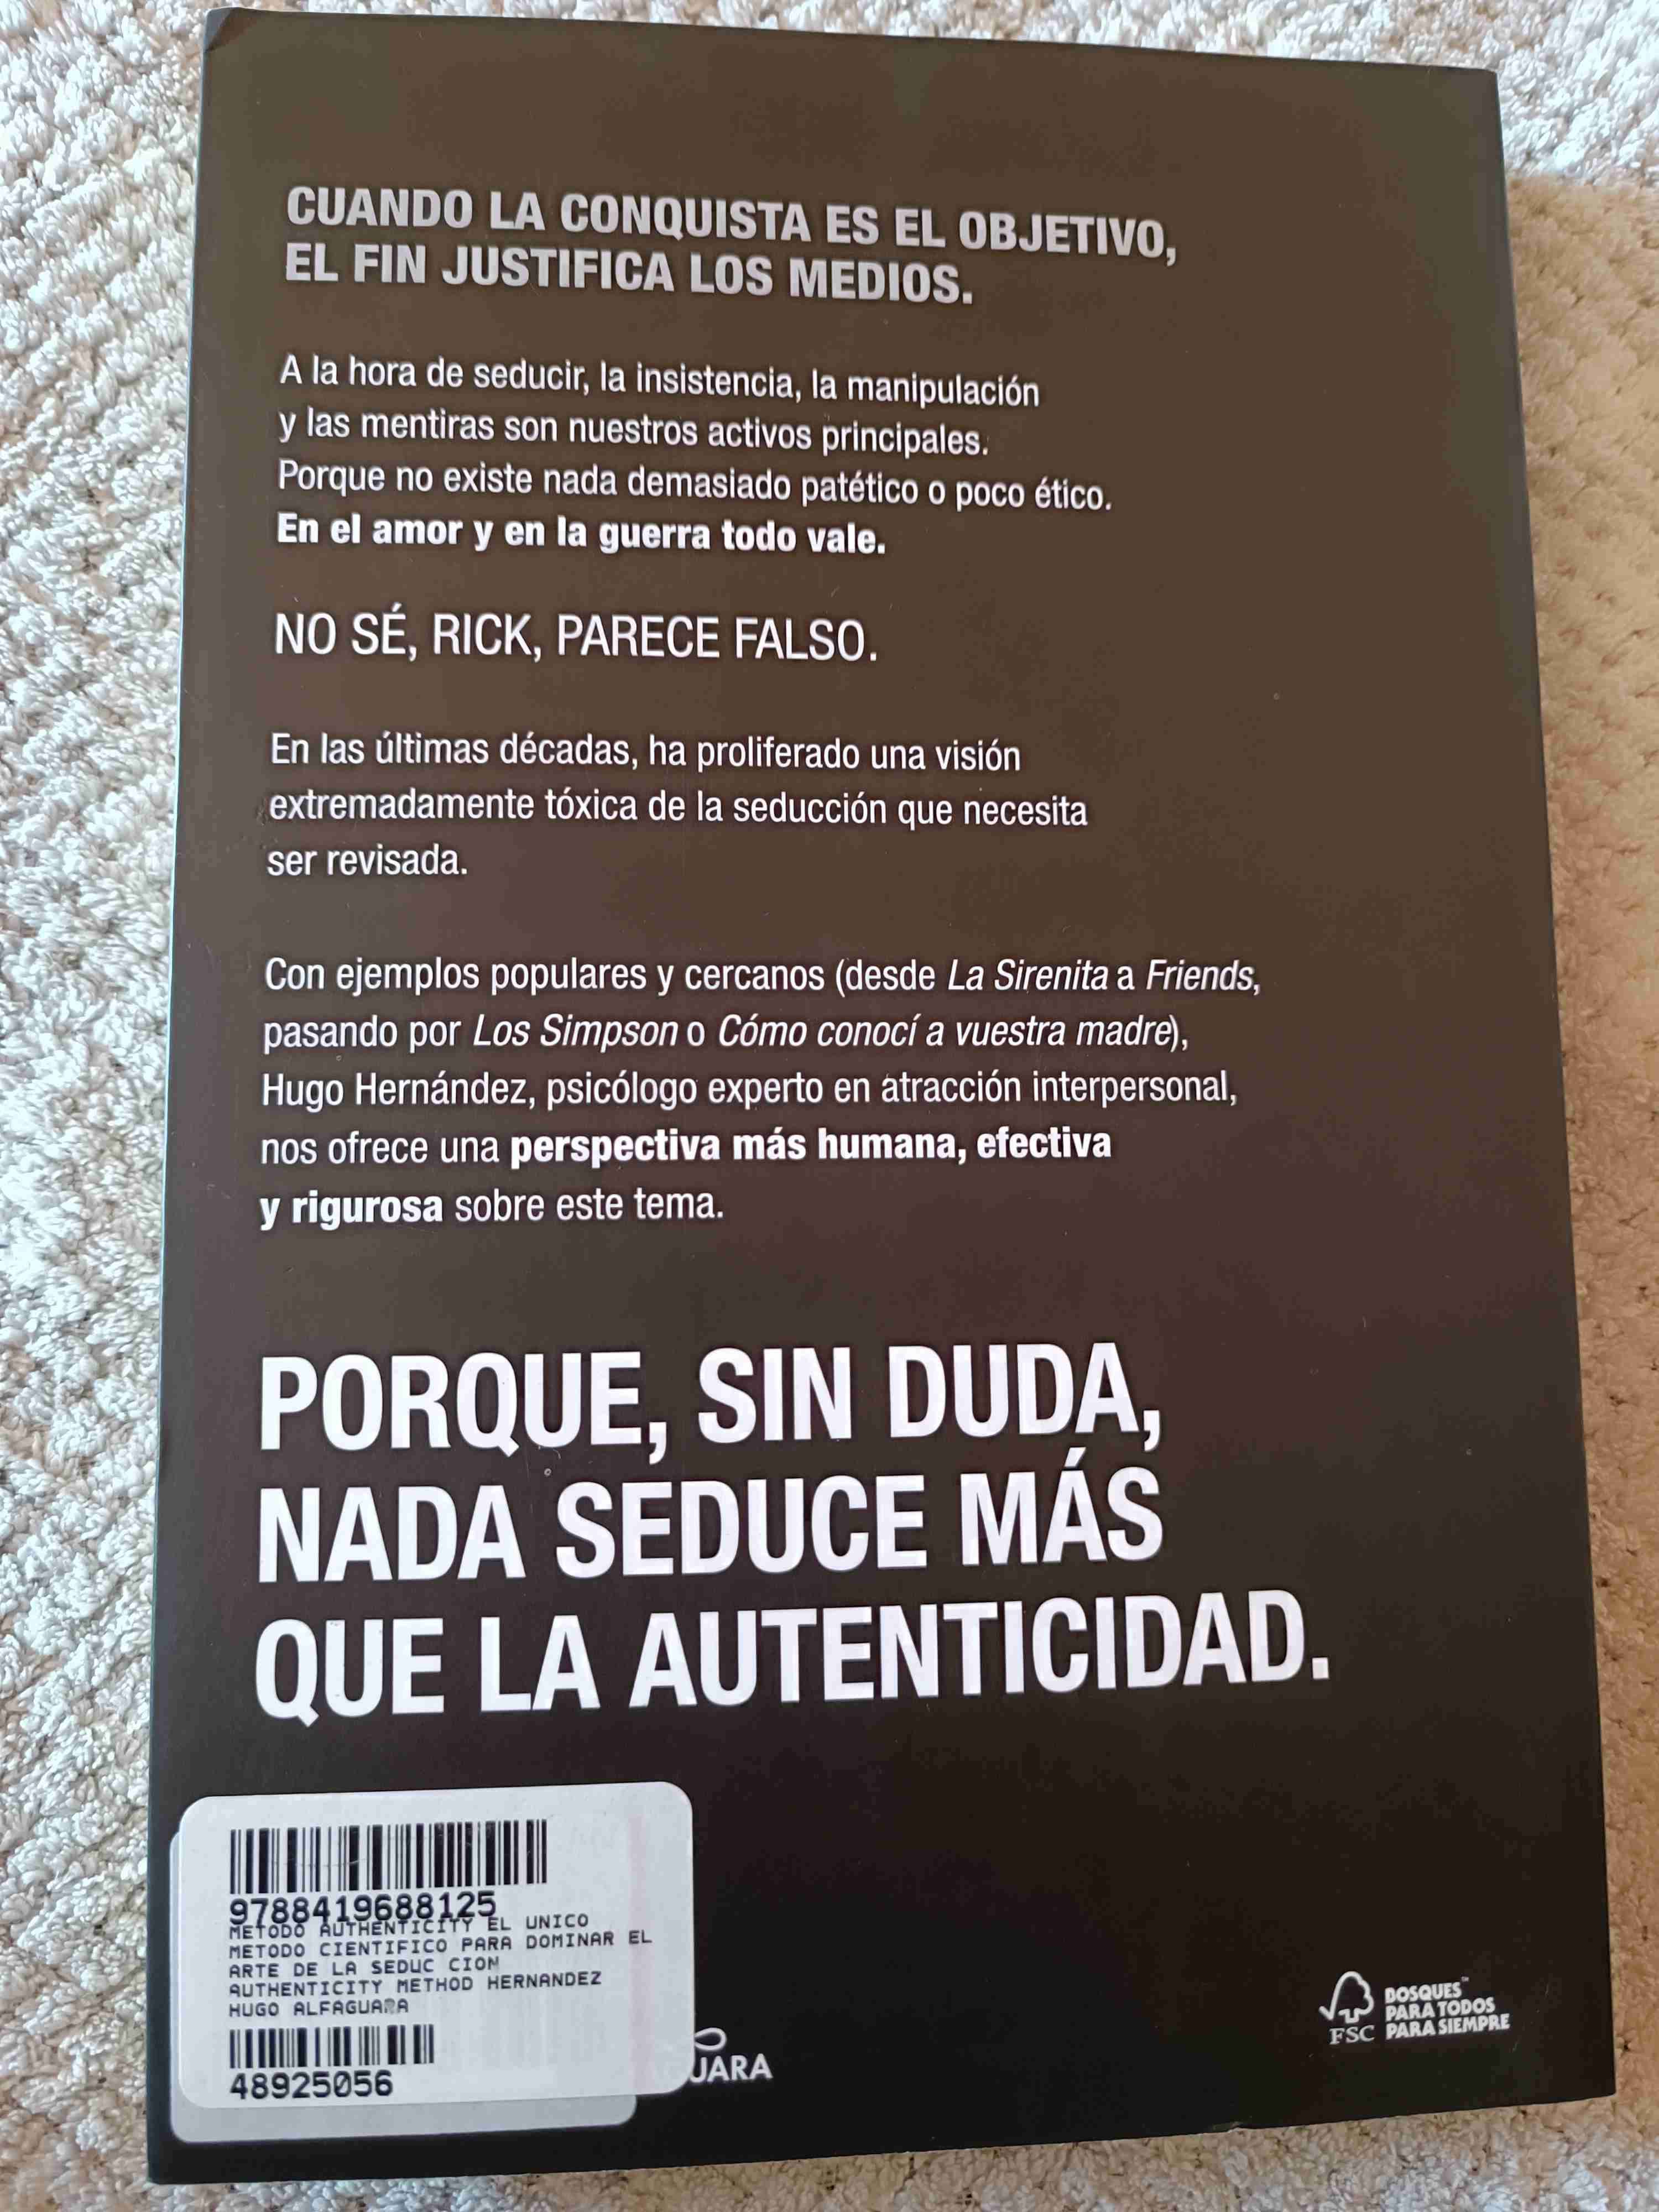 CUANDO LA CONQUISTA ES EL OBJETIVO,
EL FIN JUSTIFICA LOS MEDIOS.
A la hora de seducir, la insistencia, la manipulación
y las mentiras son nuestros activos principales.
Porque no existe nada demasiado patético o poco ético.
En el amor y en la guerra todo vale.
NO SÉ, RICK, PARECE FALSO.
En las últimas décadas, ha proliferado una visión
extremadamente tóxica de la seducción que necesita
ser revisada.
Con ejemplos populares y cercanos (desde La Sirenita a Friends,
pasando por Los Simpson o Cómo conocí a vuestra madre),
Hugo Hernández, psicólogo experto en atracción interpersonal,
nos ofrece una perspectiva más humana, efectiva
y rigurosa sobre este tema.
PORQUE, SIN DUDA,
NADA SEDUCE MÁS
QUE LA AUTENTICIDAD.
9788419688125
METODO AUTHENTICITY EL UNICO
METODO CIENTIFICO PARA DOMINAR EL
ARTE DE LA SEDUC CION
AUTHENTICITY METHOD HERNANDEZ
HUGO ALFAGUARA
48925056
UARA
FSC
BOSQUES™
PARA TODOS
PARA SIEMPRE